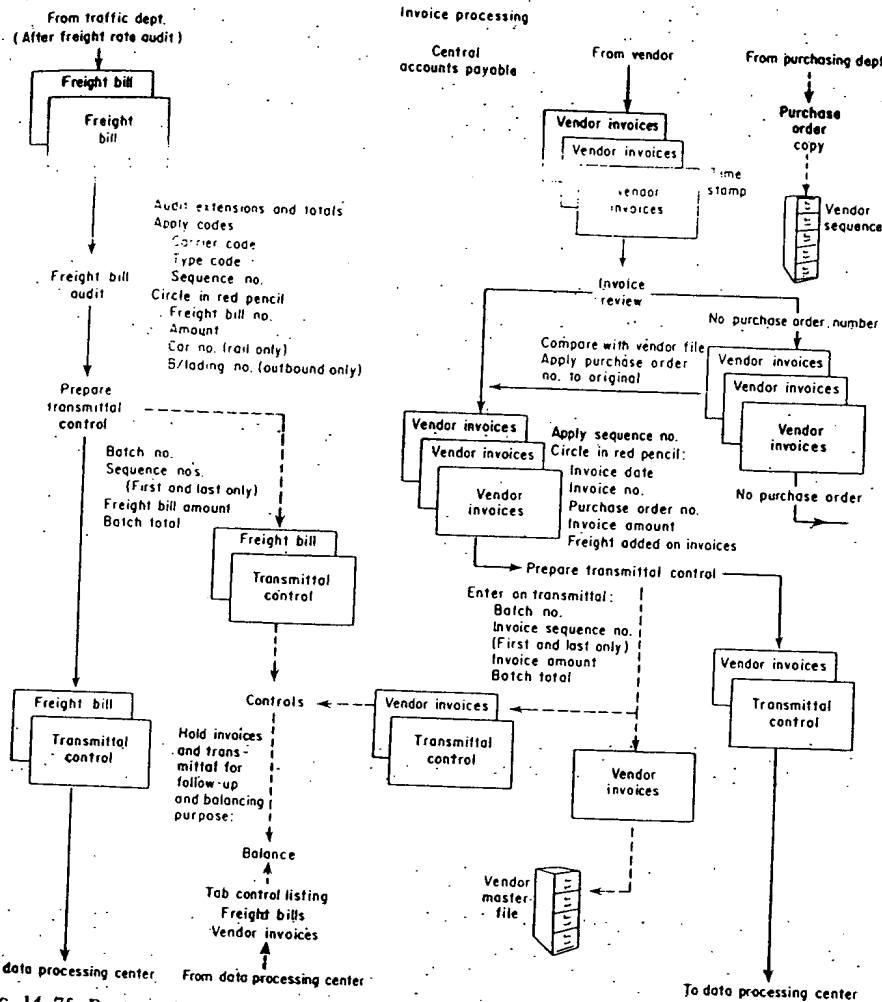 From traffic dept.
(After freight rate audit)
Freight bill
Freight
bill
Audit extensions and totals
Apply codes
Carrier code
Type code
Sequence no.
Circle in red pencil
Freight bill no.
Amount
Car no. (rail only)
B/lading no. (outbound only)
Freight bill
audit
Prepare
transmittal
control
Batch no.
Sequence no's.
(First and last only)
Freight bill amount
Batch total
Freight bill
Transmittal
control
Freight bill
Transmittal
control
Controls
Hold invoices
and trans-
mittal for
follow-up
and balancing
purpose:
Balance
Tab control listing
Freight bills
Vendor invoices
data processing center
From data processing center
Invoice processing
Central
accounts payable
From vendor
From purchasing dept
Vendor invoices
Vendor invoices
Vendor
invoices
stamp
Purchase
order
copy
Vendor
sequence
Invoice
review
No purchase order number
Compare with vendor file
Apply purchase order
no. to original
Vendor invoices
Vendor invoices
Vendor
invoices
No purchase order
Vendor invoices
Vendor invoices
Vendor
invoices
Apply sequence no.
Circle in red pencil:
Invoice date
Invoice no.
Purchase order no.
Invoice amount
Freight added on invoices
Prepare transmittal control
Enter on transmittal:
Batch no.
Invoice sequence no.
(First and last only)
Invoice amount
Batch total
Vendor invoices
Transmittal
control
Vendor invoices
Transmittal
control
Vendor
invoices
Vendor
master
file
To data processing center